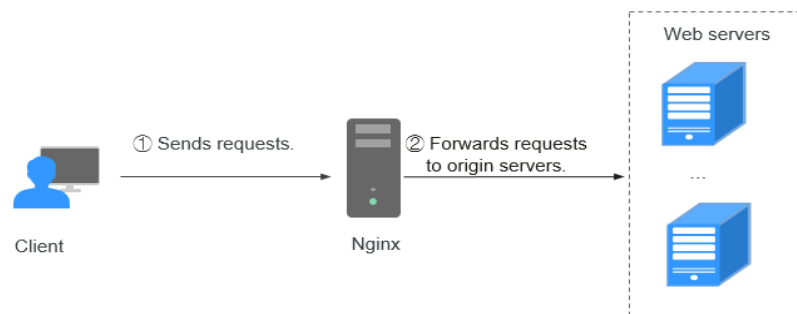 Web servers
① Sends requests.
② Forwards requests
to origin servers.
...
Client
Nginx